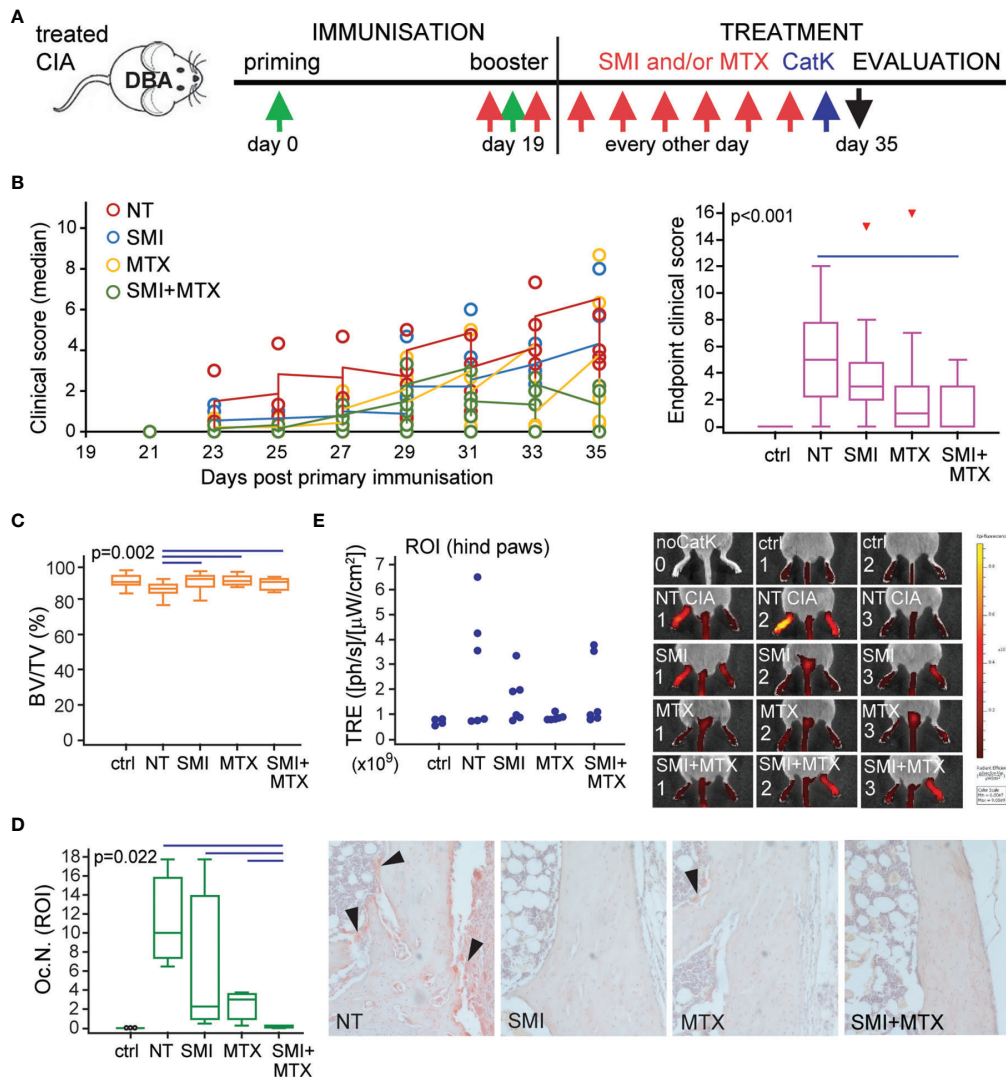 A
treated
CIA
DBA
IMMUNISATION
TREATMENT
priming
booster
SMI and/or MTX
CatK
EVALUATION
day 0
day 19
every other day
day 35
B
Clinical score (median)
10
8
6
4
2
0
NT
SMI
MTX
SMI+MTX
19
21
23
25
27
29
31
33
35
Days post primary immunisation
Endpoint clinical score
p<.001
16
14
12
10
8
6
4
2
0
ctrl
NT
SMI
MTX
SMI+
MTX
C
BV/TV (%)
p=0.002
100
80
60
40
20
0
ctrl
NT
SMI
MTX
SMI+
MTX
E
ROI (hind paws)
TRE ([ph/s]/[µW/cm²])
(x10⁹)
7
6
5
4
3
2
1
0
ctrl
NT
SMI
MTX
SMI+
MTX
noCatK
0
ctrl
1
ctrl
2
NT CIA
1
NT CIA
2
NT CIA
3
SMI
1
SMI
2
SMI
3
MTX
1
MTX
2
MTX
3
SMI+MTX
1
SMI+MTX
2
SMI+MTX
3
D
Oc.N. (ROI)
p=0.022
18
16
14
12
10
8
6
4
2
0
ctrl
NT
SMI
MTX
SMI+
MTX
NT
SMI
MTX
SMI+MTX